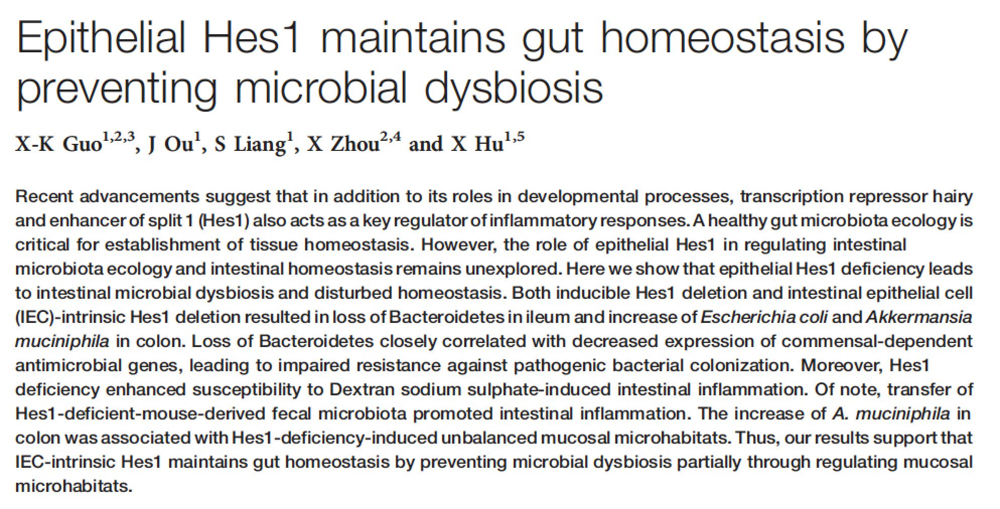 Epithelial Hes1 maintains gut homeostasis by
preventing microbial dysbiosis
X-K Guo1,2,3, J Ou1, S Liang1, X Zhou2,4 and X Hu1,5
Recent advancements suggest that in addition to its roles in developmental processes, transcription repressor hairy
and enhancer of split 1 (Hes1) also acts as a key regulator of inflammatory responses. A healthy gut microbiota ecology is
critical for establishment of tissue homeostasis. However, the role of epithelial Hes1 in regulating intestinal
microbiota ecology and intestinal homeostasis remains unexplored. Here we show that epithelial Hes1 deficiency leads
to intestinal microbial dysbiosis and disturbed homeostasis. Both inducible Hes1 deletion and intestinal epithelial cell
(IEC)-intrinsic Hes1 deletion resulted in loss of Bacteroidetes in ileum and increase of Escherichia coli and Akkermansia
muciniphila in colon. Loss of Bacteroidetes closely correlated with decreased expression of commensal-dependent
antimicrobial genes, leading to impaired resistance against pathogenic bacterial colonization. Moreover, Hes1
deficiency enhanced susceptibility to Dextran sodium sulphate-induced intestinal inflammation. Of note, transfer of
Hes1-deficient-mouse-derived fecal microbiota promoted intestinal inflammation. The increase of A. muciniphila in
colon was associated with Hes1-deficiency-induced unbalanced mucosal microhabitats. Thus, our results support that
IEC-intrinsic Hes1 maintains gut homeostasis by preventing microbial dysbiosis partially through regulating mucosal
microhabitats.